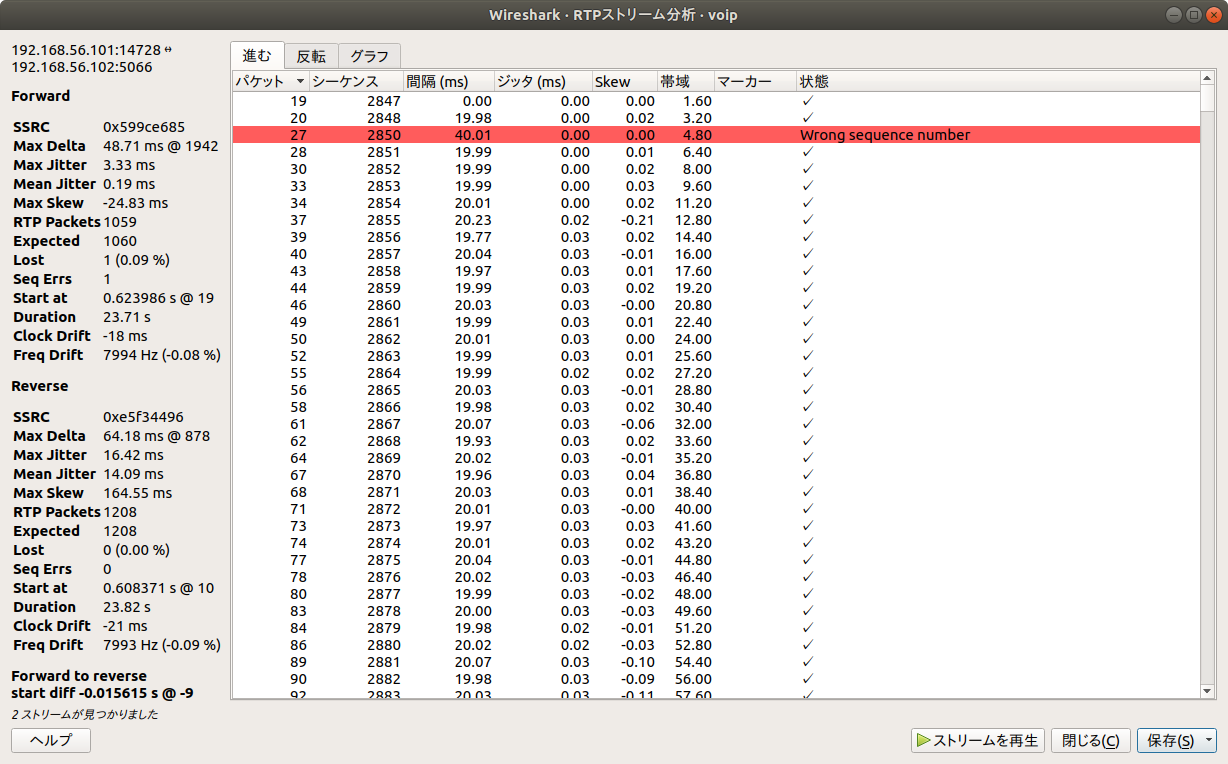 Wireshark · RTPストリーム分析 · voip
192.168.56.101:14728 ↔
192.168.56.102:5066
Forward
SSRC 0x599ce685
Max Delta 48.71 ms @ 1942
Max Jitter 3.33 ms
Mean Jitter 0.19 ms
Max Skew -24.83 ms
RTP Packets 1059
Expected 1060
Lost 1 (0.09 %)
Seq Errs 1
Start at 0.623986 s @ 19
Duration 23.71 s
Clock Drift -18 ms
Freq Drift 7994 Hz (-0.08 %)
Reverse
SSRC 0xe5f34496
Max Delta 64.18 ms @ 878
Max Jitter 16.42 ms
Mean Jitter 14.09 ms
Max Skew 164.55 ms
RTP Packets 1208
Expected 1208
Lost 0 (0.00 %)
Seq Errs 0
Start at 0.608371 s @ 10
Duration 23.82 s
Clock Drift -21 ms
Freq Drift 7993 Hz (-0.09 %)
Forward to reverse
start diff -0.015615 s @ -9
2 ストリームが見つかりました
進む 反転 グラフ
パケット シーケンス 間隔 (ms) ジッタ (ms) Skew 帯域 マーカー 状態
19 2847 0.00 0.00 0.00 1.60 ✓
20 2848 19.98 0.00 0.02 3.20 ✓
27 2850 40.01 0.00 0.00 4.80 Wrong sequence number
28 2851 19.99 0.00 0.01 6.40 ✓
30 2852 19.99 0.00 0.02 8.00 ✓
33 2853 19.99 0.00 0.03 9.60 ✓
34 2854 20.01 0.00 0.02 11.20 ✓
37 2855 20.23 0.02 -0.21 12.80 ✓
39 2856 19.77 0.03 0.02 14.40 ✓
40 2857 20.04 0.03 -0.01 16.00 ✓
43 2858 19.97 0.03 0.01 17.60 ✓
44 2859 19.99 0.03 0.02 19.20 ✓
46 2860 20.03 0.03 -0.00 20.80 ✓
49 2861 19.99 0.03 0.01 22.40 ✓
50 2862 20.01 0.03 0.00 24.00 ✓
52 2863 19.99 0.03 0.01 25.60 ✓
55 2864 19.99 0.02 0.02 27.20 ✓
56 2865 20.03 0.03 -0.01 28.80 ✓
58 2866 19.98 0.03 0.02 30.40 ✓
61 2867 20.07 0.03 -0.06 32.00 ✓
62 2868 19.93 0.03 0.02 33.60 ✓
64 2869 20.02 0.03 -0.01 35.20 ✓
67 2870 19.96 0.03 0.04 36.80 ✓
68 2871 20.03 0.03 0.01 38.40 ✓
71 2872 20.01 0.03 -0.00 40.00 ✓
73 2873 19.97 0.03 0.03 41.60 ✓
74 2874 20.01 0.03 0.02 43.20 ✓
77 2875 20.04 0.03 -0.01 44.80 ✓
78 2876 20.02 0.03 -0.03 46.40 ✓
80 2877 19.99 0.03 -0.02 48.00 ✓
83 2878 20.00 0.03 -0.03 49.60 ✓
84 2879 19.98 0.02 -0.01 51.20 ✓
86 2880 20.02 0.02 -0.03 52.80 ✓
89 2881 20.07 0.03 -0.10 54.40 ✓
90 2882 19.98 0.03 -0.09 56.00 ✓
92 2883 20.03 0.03 -0.11 57.60 ✓
ヘルプ ストリームを再生 閉じる(C) 保存(S)